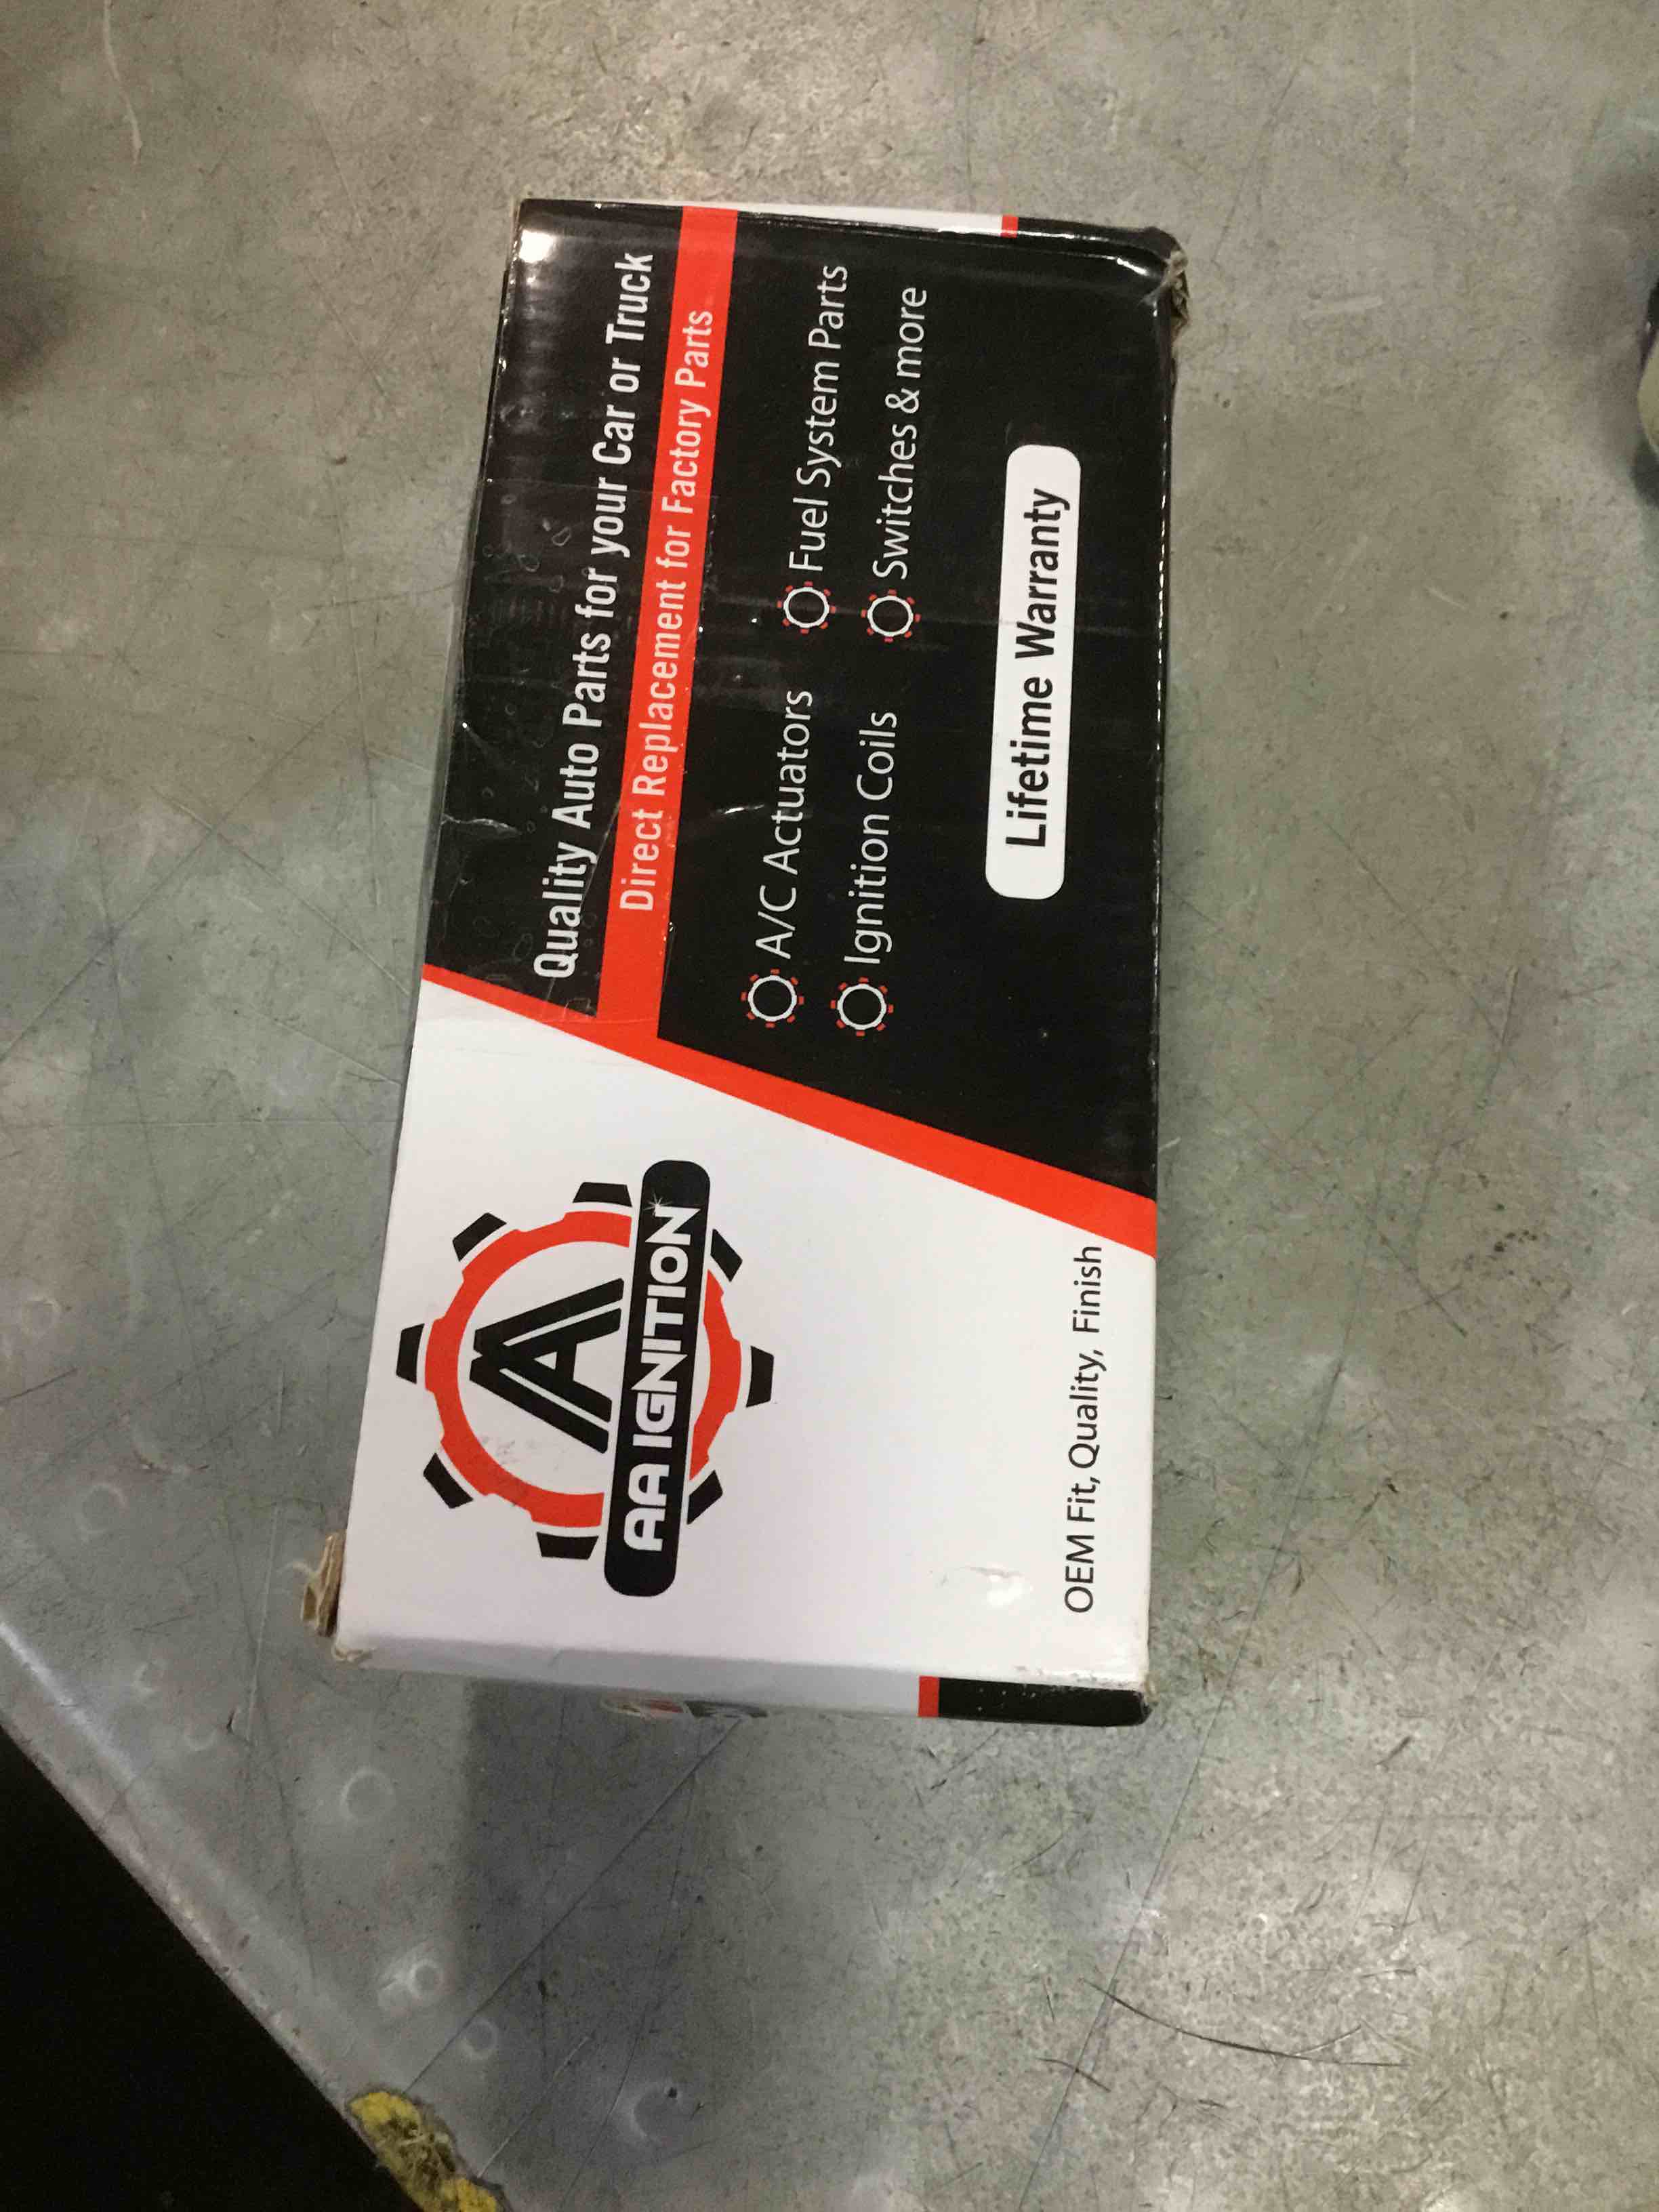 A
AA IGNITION
OEM Fit, Quality, Finish
Quality Auto Parts for your Car or Truck
Direct Replacement for Factory Parts
A/C Actuators
Fuel System Parts
Ignition Coils
Switches & more
Lifetime Warranty